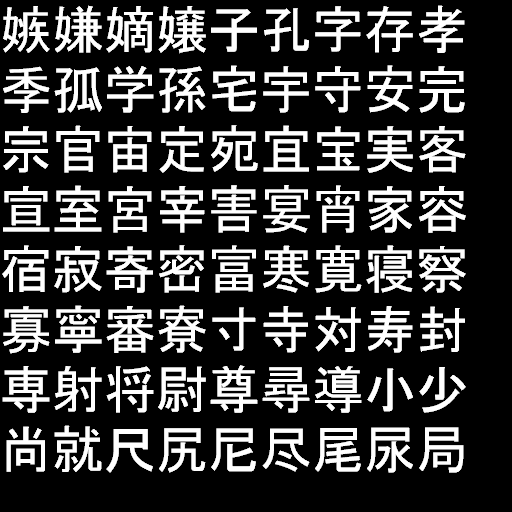 嫉嫌嫡嬢子孔字存孝
季孤学孫宅宇守安完
宗官宙定宛宜宝実客
宣室宮宰害宴宵家容
宿寂寄密富寒寛寝察
寡寧審寮寸寺対寿封
専射将尉尊尋導小少
尚就尺尻尼尽尾尿局